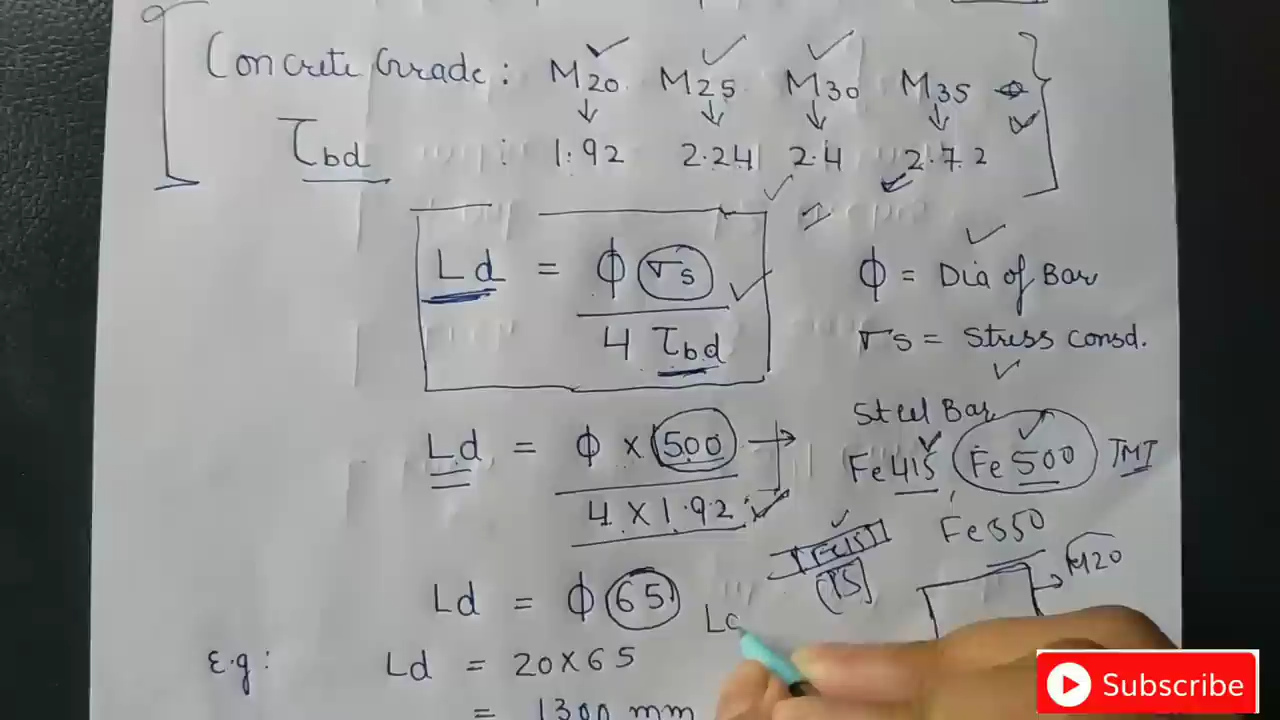 Concrete Grade : M20 M25 M30 M35
τbd : 1.92 2.24 2.4 2.72
Ld = ϕ σs / 4 τbd
ϕ = Dia of Bar
σs = Stress consd.
Steel Bar
Fe415 Fe500 TMT
Fe550
Ld = ϕ × 500 / 4 × 1.92
M20
Ld = ϕ 65
E.g : Ld = 20×65
= 1300 mm
Subscribe